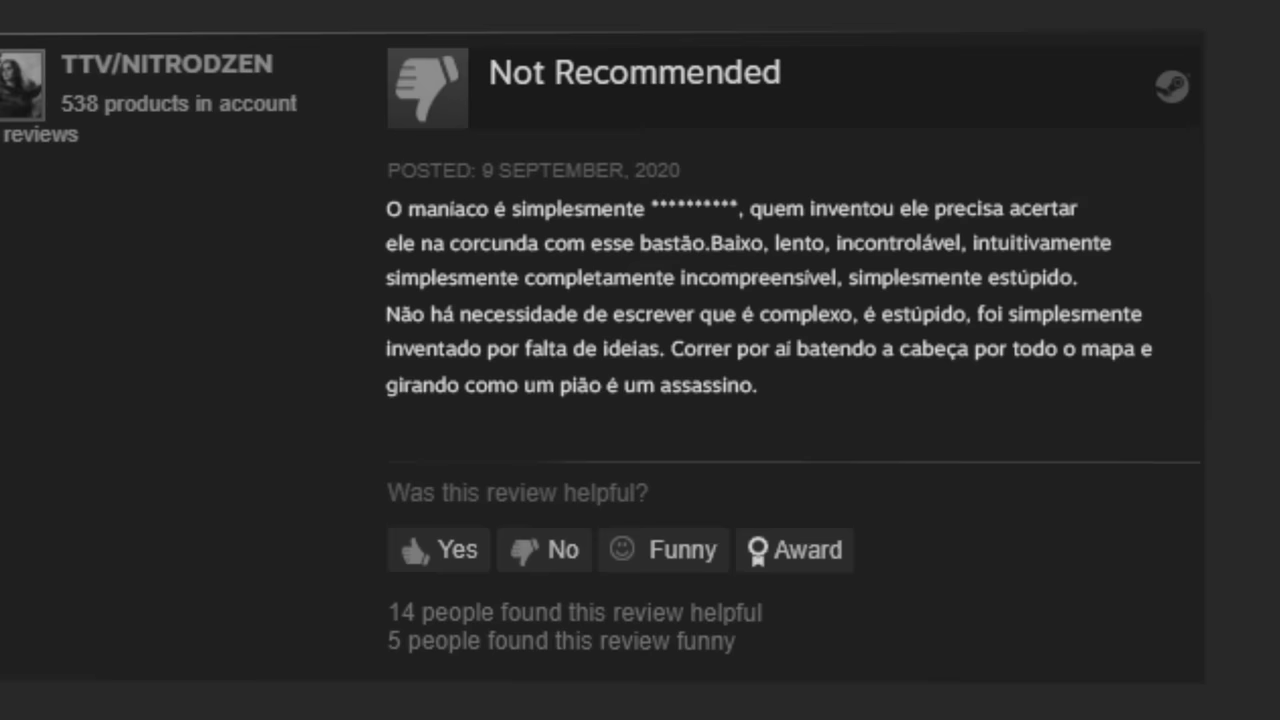 TTV/NITRODZEN
538 products in account
reviews
Not Recommended
POSTED: 9 SEPTEMBER, 2020
O maníaco é simplesmente **********, quem inventou ele precisa acertar
ele na corcunda com esse bastão.Baixo, lento, incontrolável, intuitivamente
simplesmente completamente incompreensível, simplesmente estúpido.
Não há necessidade de escrever que é complexo, é estúpido, foi simplesmente
inventado por falta de ideias. Correr por aí batendo a cabeça por todo o mapa e
girando como um pião é um assassino.
Was this review helpful?
Yes No Funny Award
14 people found this review helpful
5 people found this review funny